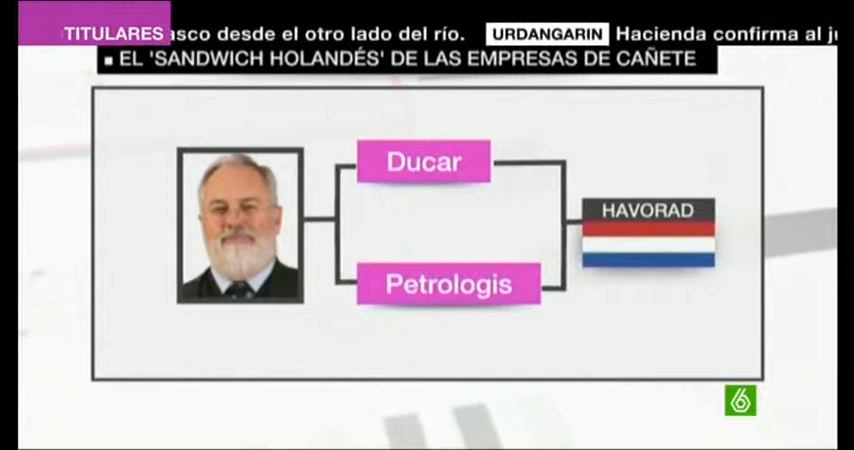 TITULARES asco desde el otro lado del río. URDANGARIN Hacienda confirma al ju
▪ EL 'SANDWICH HOLANDÉS' DE LAS EMPRESAS DE CAÑETE
Ducar
HAVORAD
Petrologis
6